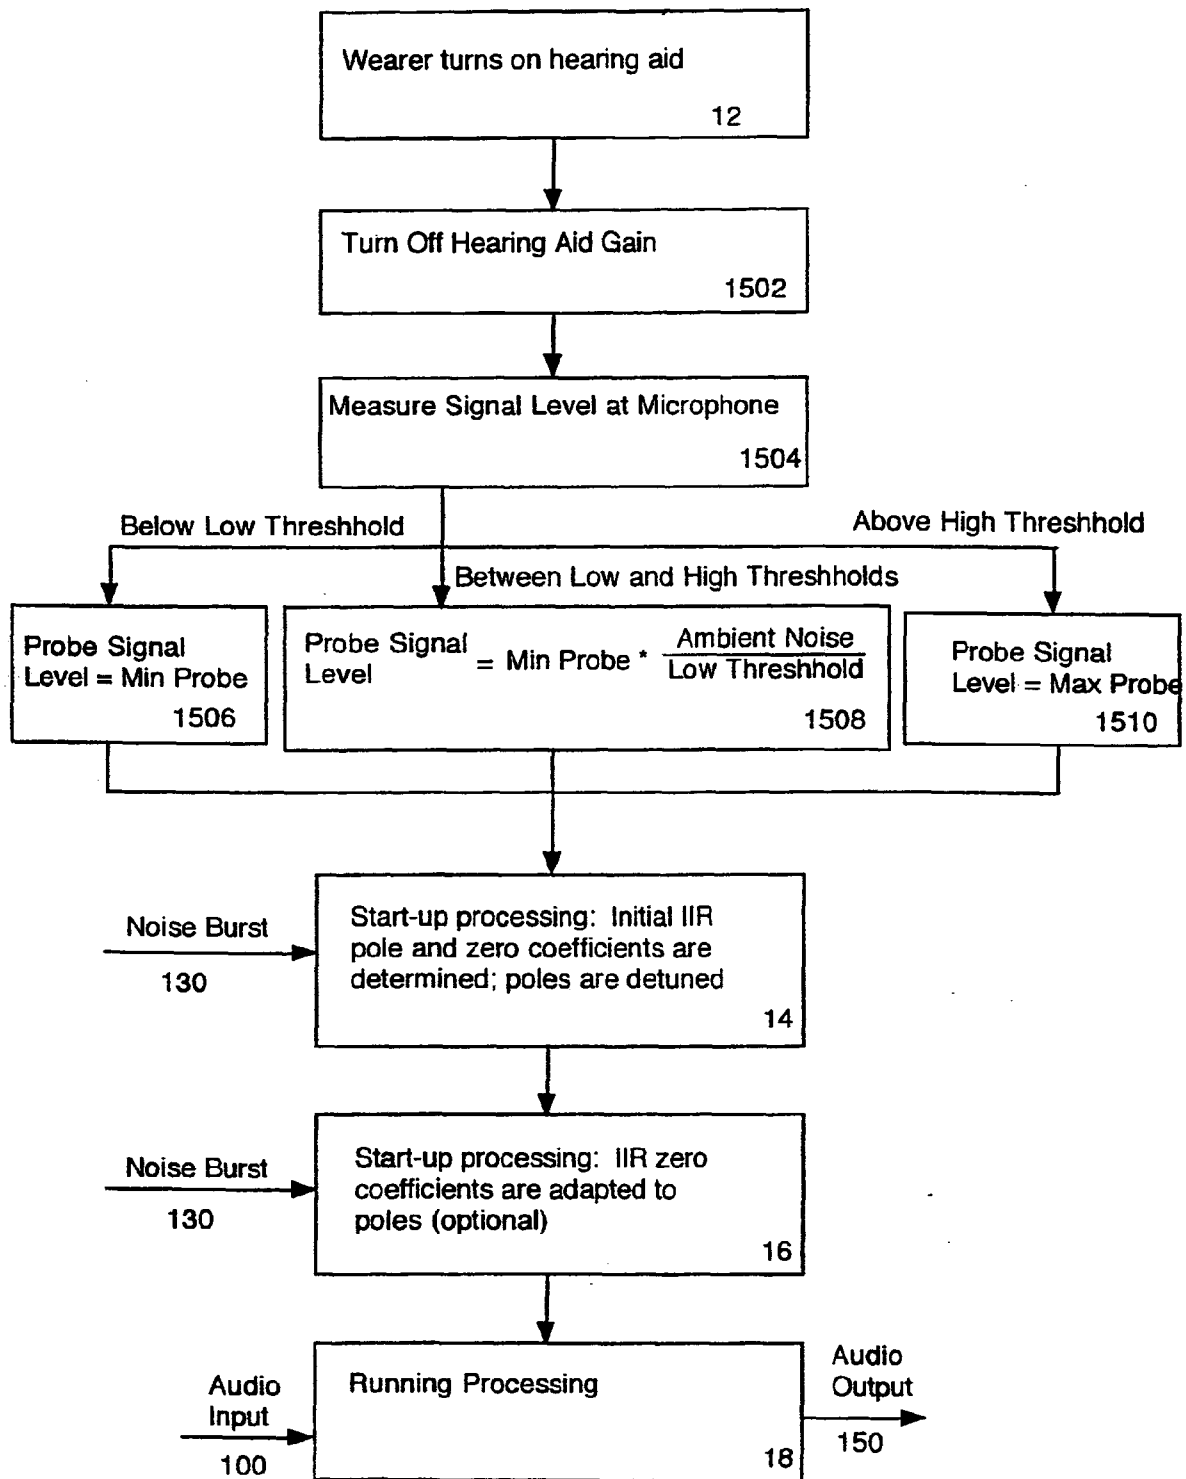 Wearer turns on hearing aid
12
Turn Off Hearing Aid Gain
1502
Measure Signal Level at Microphone
1504
Below Low Threshhold
Above High Threshhold
Between Low and High Threshholds
Probe Signal
Level = Min Probe
1506
Probe Signal
Level
= Min Probe *
Ambient Noise
Low Threshhold
1508
Probe Signal
Level = Max Probe
1510
Noise Burst
130
Start-up processing: Initial IIR
pole and zero coefficients are
determined; poles are detuned
14
Noise Burst
130
Start-up processing: IIR zero
coefficients are adapted to
poles (optional)
16
Audio
Input
100
Running Processing
18
Audio
Output
150